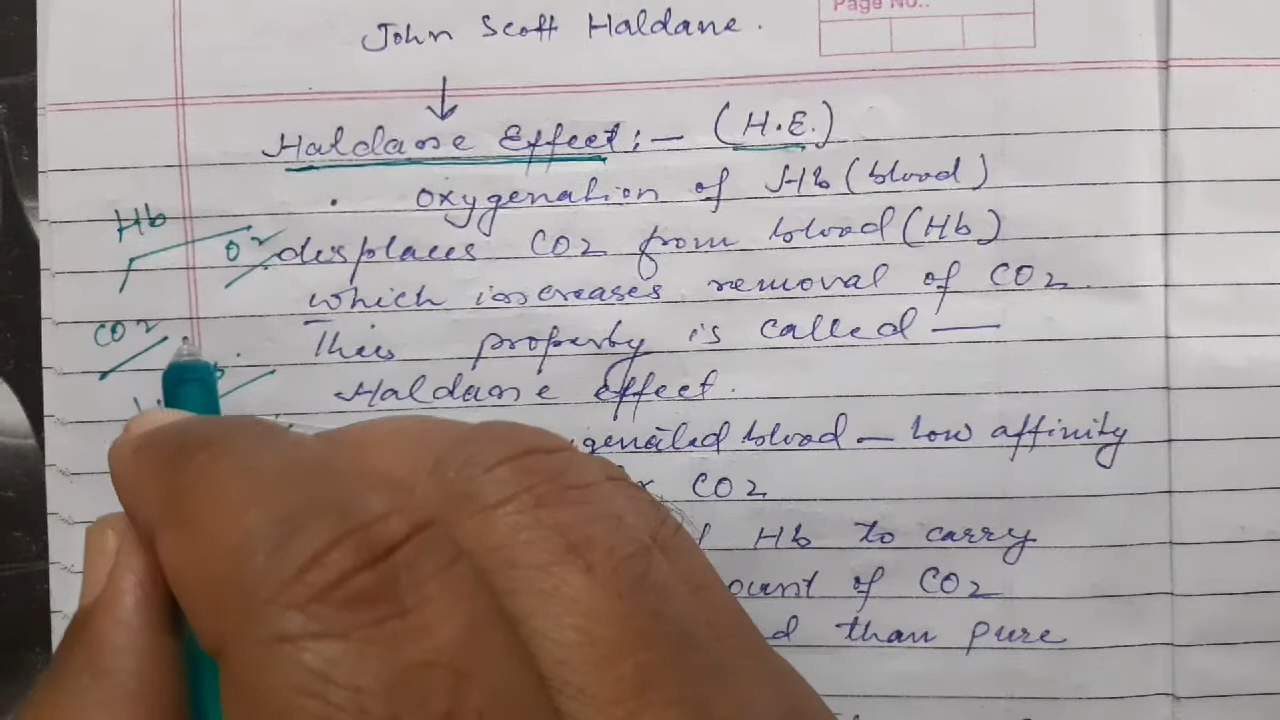 Page No..
John Scott Haldane.
Haldane Effect :- (H.E.)
. Oxygenation of Hb (blood)
displaces CO2 from blood (Hb)
which increases removal of CO2.
This property is called —
Haldane effect.
genated blood - low affinity
CO2
Hb to carry
ount of CO2
d than pure
Hb
O2
CO2